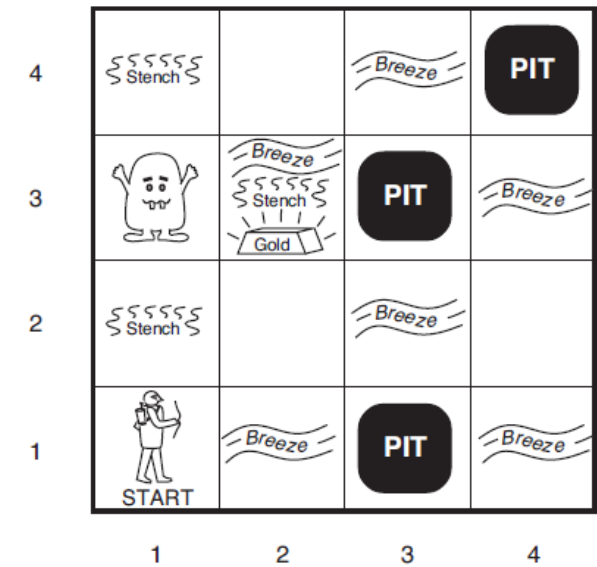 4
Stench
Breeze
PIT
3
Breeze
Stench
Gold
PIT
Breeze
2
Stench
Breeze
1
START
Breeze
PIT
Breeze
1 2 3 4